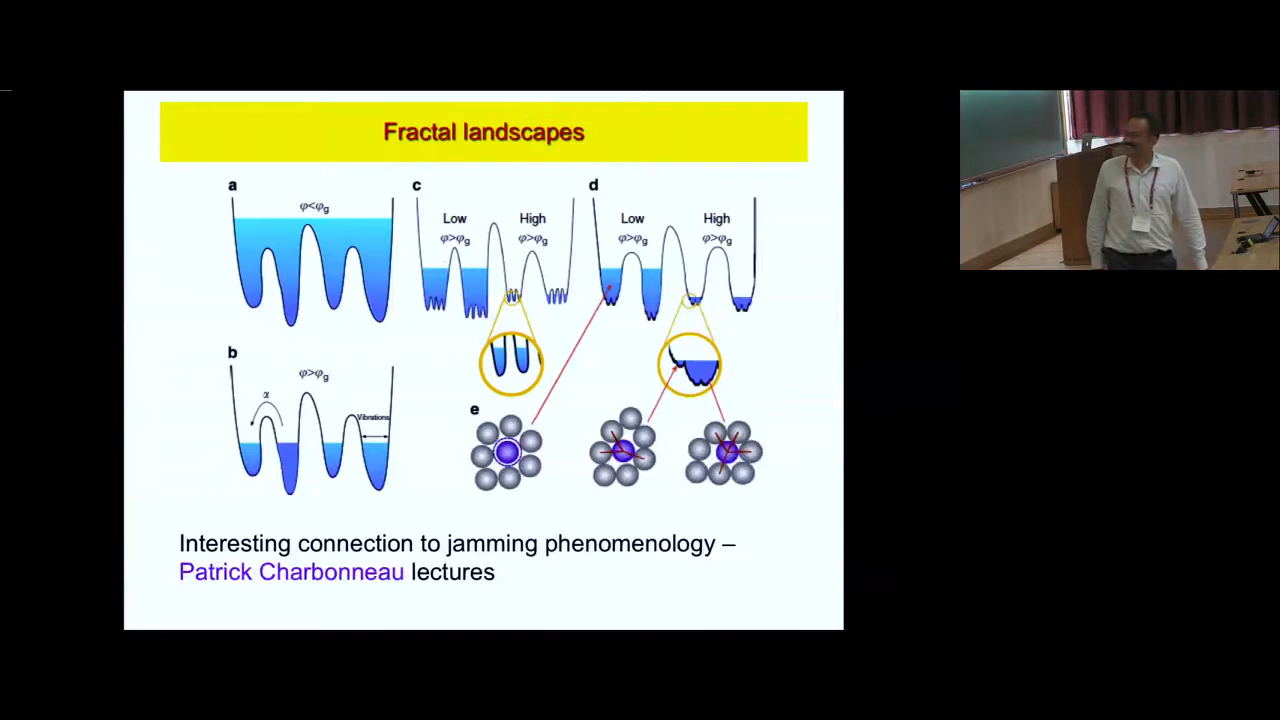 Fractal landscapes
a
φ<φg
b
φ>φg
α
Vibrations
c
Low
High
φ>φg
φ>φg
d
Low
High
φ>φg
φ>φg
e
Interesting connection to jamming phenomenology –
Patrick Charbonneau lectures